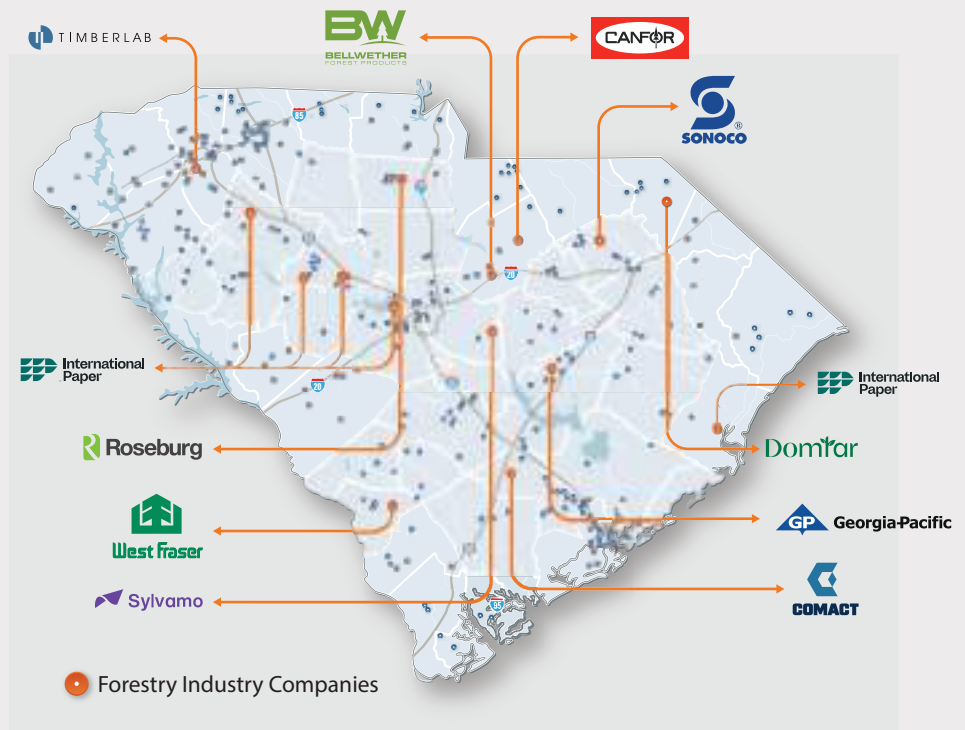 TIMBERLAB
BW
BELLWETHER
FOREST PRODUCTS
CANFOR
SONOCO
®
85
20
International
Paper
20
International
Paper
Roseburg
Domtar
West Fraser
GP Georgia-Pacific
Sylvamo
95
COMACT
Forestry Industry Companies